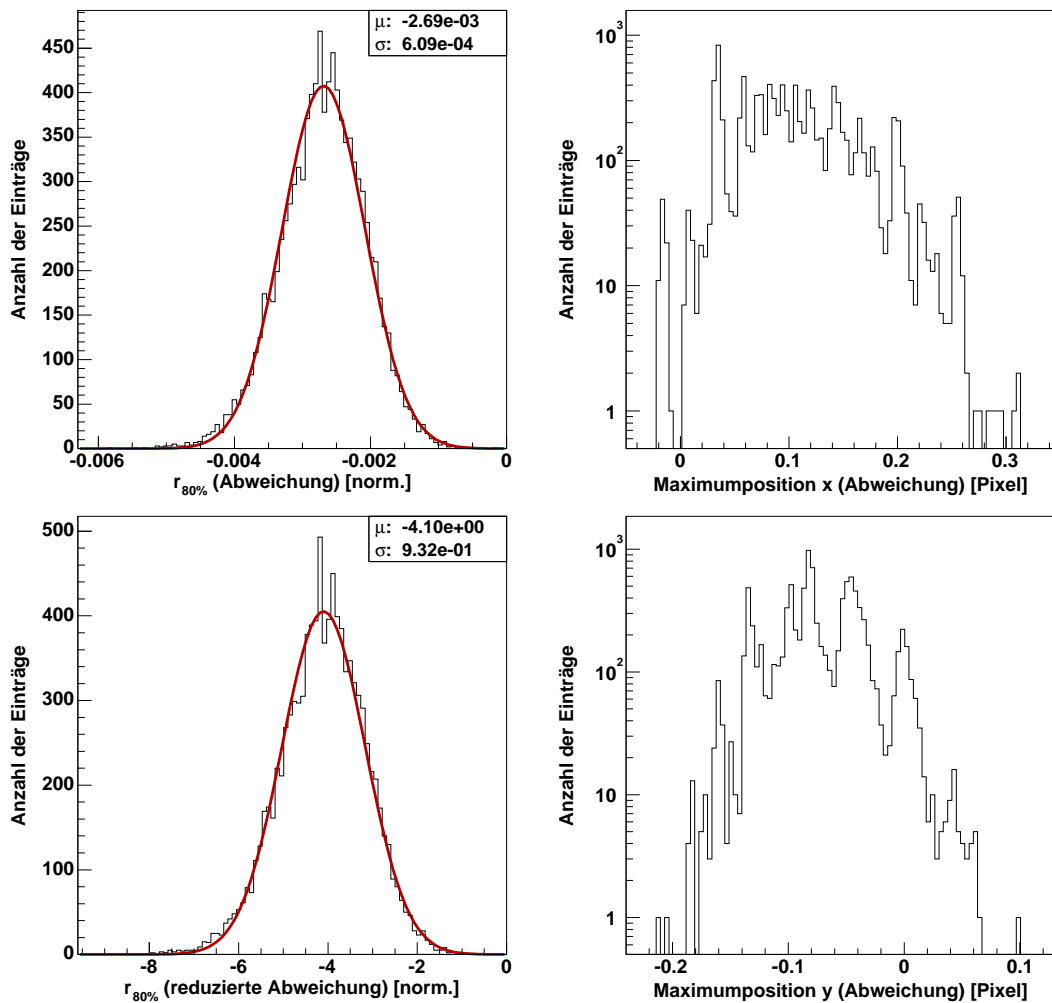 μ: -2.69e-03
σ: 6.09e-04
Anzahl der Einträge
450
400
350
300
250
200
150
100
50
0
-0.006 -0.004 -0.002 0
r80% (Abweichung) [norm.]
Anzahl der Einträge
10³
10²
10
1
0 0.1 0.2 0.3
Maximumposition x (Abweichung) [Pixel]
μ: -4.10e+00
σ: 9.32e-01
Anzahl der Einträge
500
400
300
200
100
0
-8 -6 -4 -2 0
r80% (reduzierte Abweichung) [norm.]
Anzahl der Einträge
10³
10²
10
1
-0.2 -0.1 0 0.1
Maximumposition y (Abweichung) [Pixel]